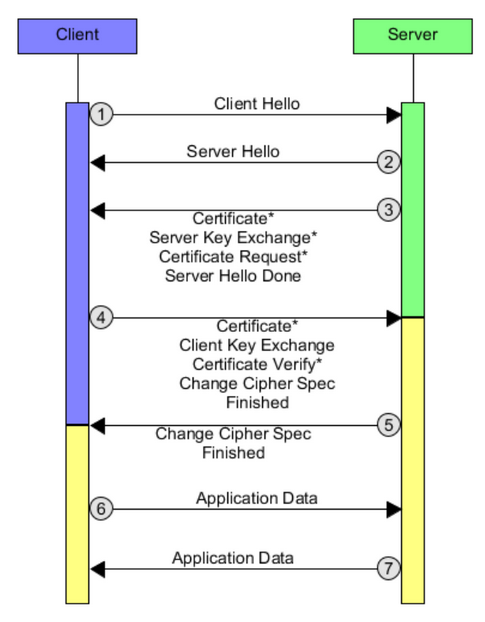 Client
Server
1
Client Hello
Server Hello
2
3
Certificate*
Server Key Exchange*
Certificate Request*
Server Hello Done
4
Certificate*
Client Key Exchange
Certificate Verify*
Change Cipher Spec
Finished
5
Change Cipher Spec
Finished
6
Application Data
Application Data
7